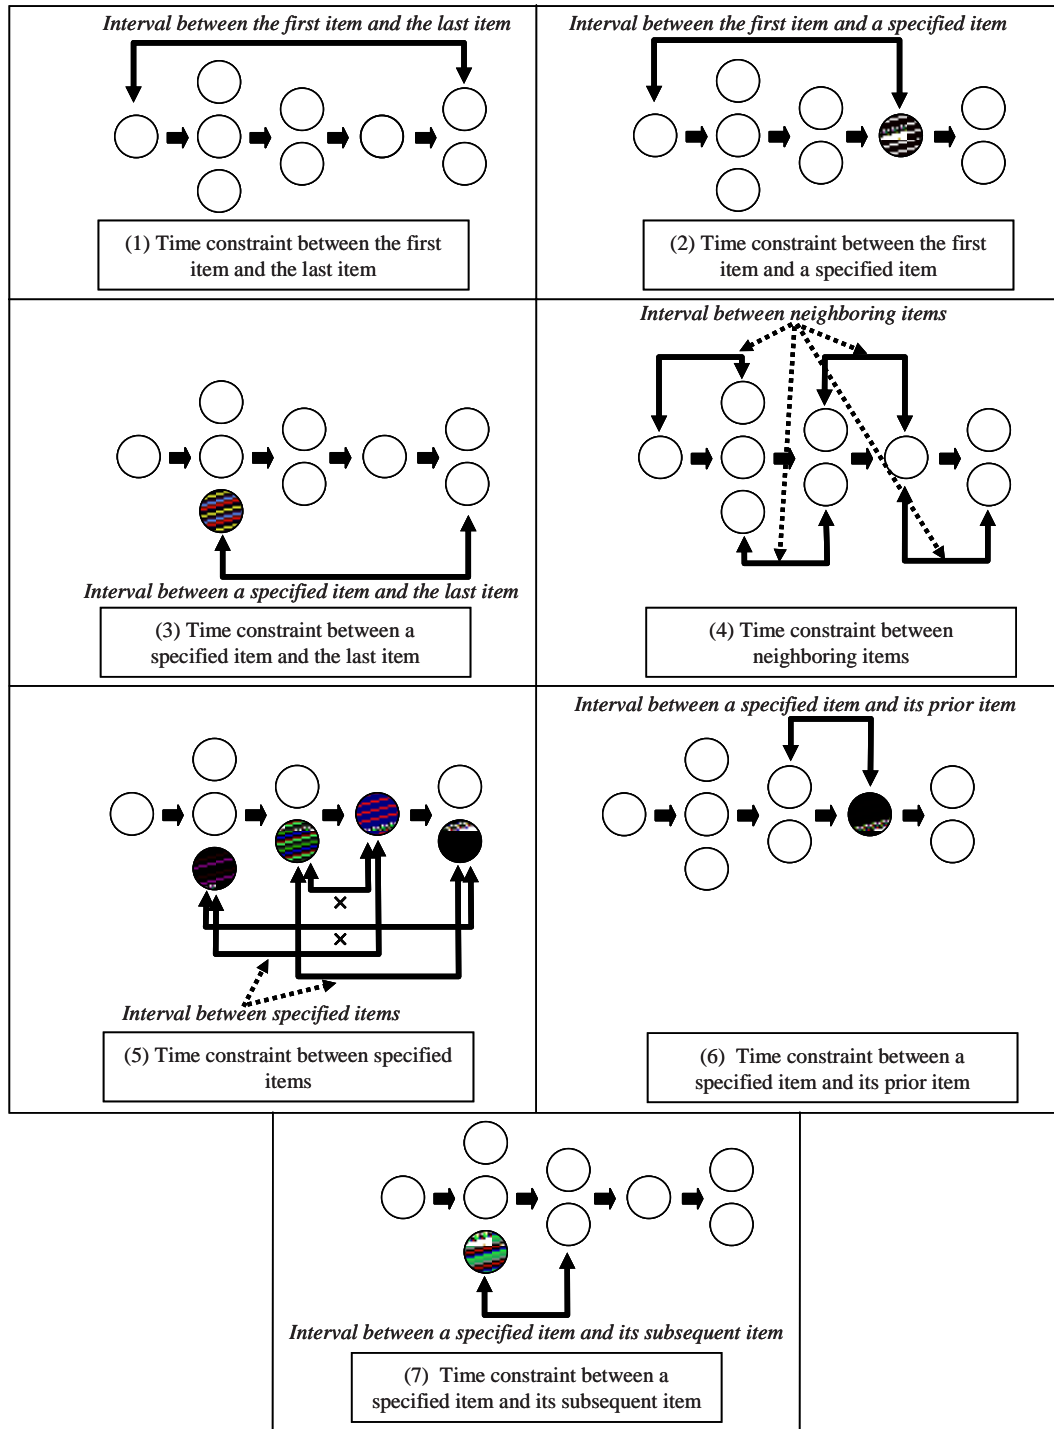 Interval between the first item and the last item
(1) Time constraint between the first
item and the last item
Interval between the first item and a specified item
(2) Time constraint between the first
item and a specified item
Interval between a specified item and the last item
(3) Time constraint between a
specified item and the last item
Interval between neighboring items
(4) Time constraint between
neighboring items
×
×
Interval between specified items
(5) Time constraint between specified
items
Interval between a specified item and its prior item
(6) Time constraint between a
specified item and its prior item
Interval between a specified item and its subsequent item
(7) Time constraint between a
specified item and its subsequent item